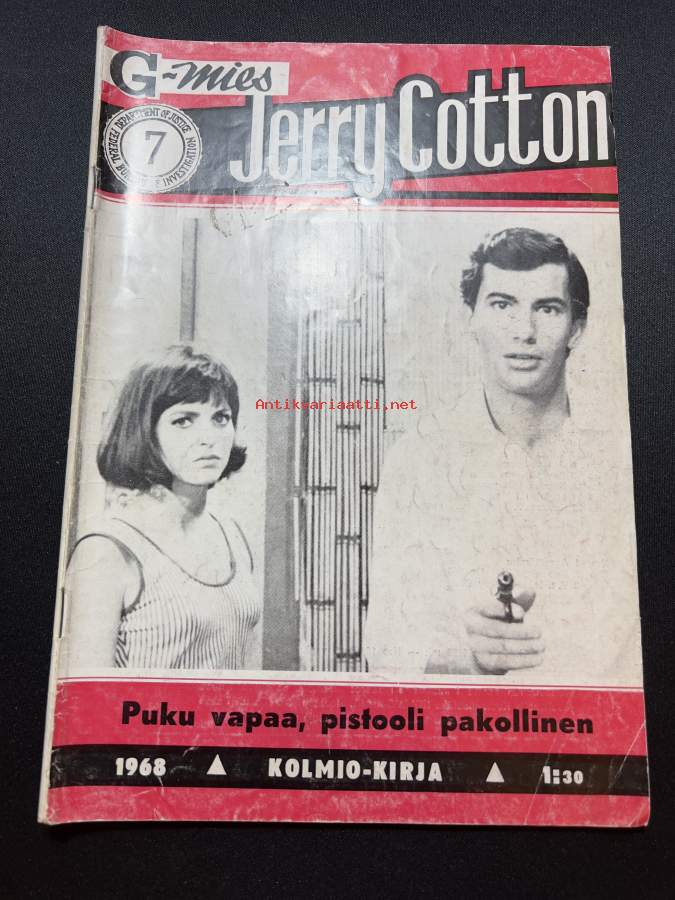 G-mies
Jerry Cotton
DEPARTMENT OF JUSTICE
7
FEDERAL BUREAU OF INVESTIGATION
Antikvariaatti.net
Puku vapaa, pistooli pakollinen
1968 ▲ KOLMIO-KIRJA ▲ 1:30